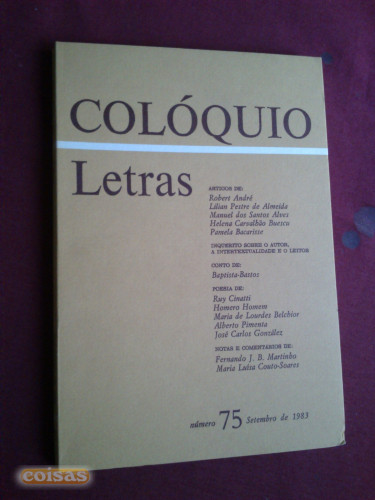 COLÓQUIO
Letras
ARTIGOS DE:
Robert André
Lilian Pestre de Almeida
Manuel dos Santos Alves
Helena Carvalhão Buescu
Pamela Bacarisse
INQUÉRITO SOBRE O AUTOR,
A INTERTEXTUALIDADE E O LEITOR
CONTO DE:
Baptista-Bastos
POESIA DE:
Ruy Cinatti
Homero Homem
Maria de Lourdes Belchior
Alberto Pimenta
José Carlos González
NOTAS E COMENTÁRIOS DE:
Fernando J. B. Martinho
Maria Luísa Couto-Soares
número 75 Setembro de 1983
coisas